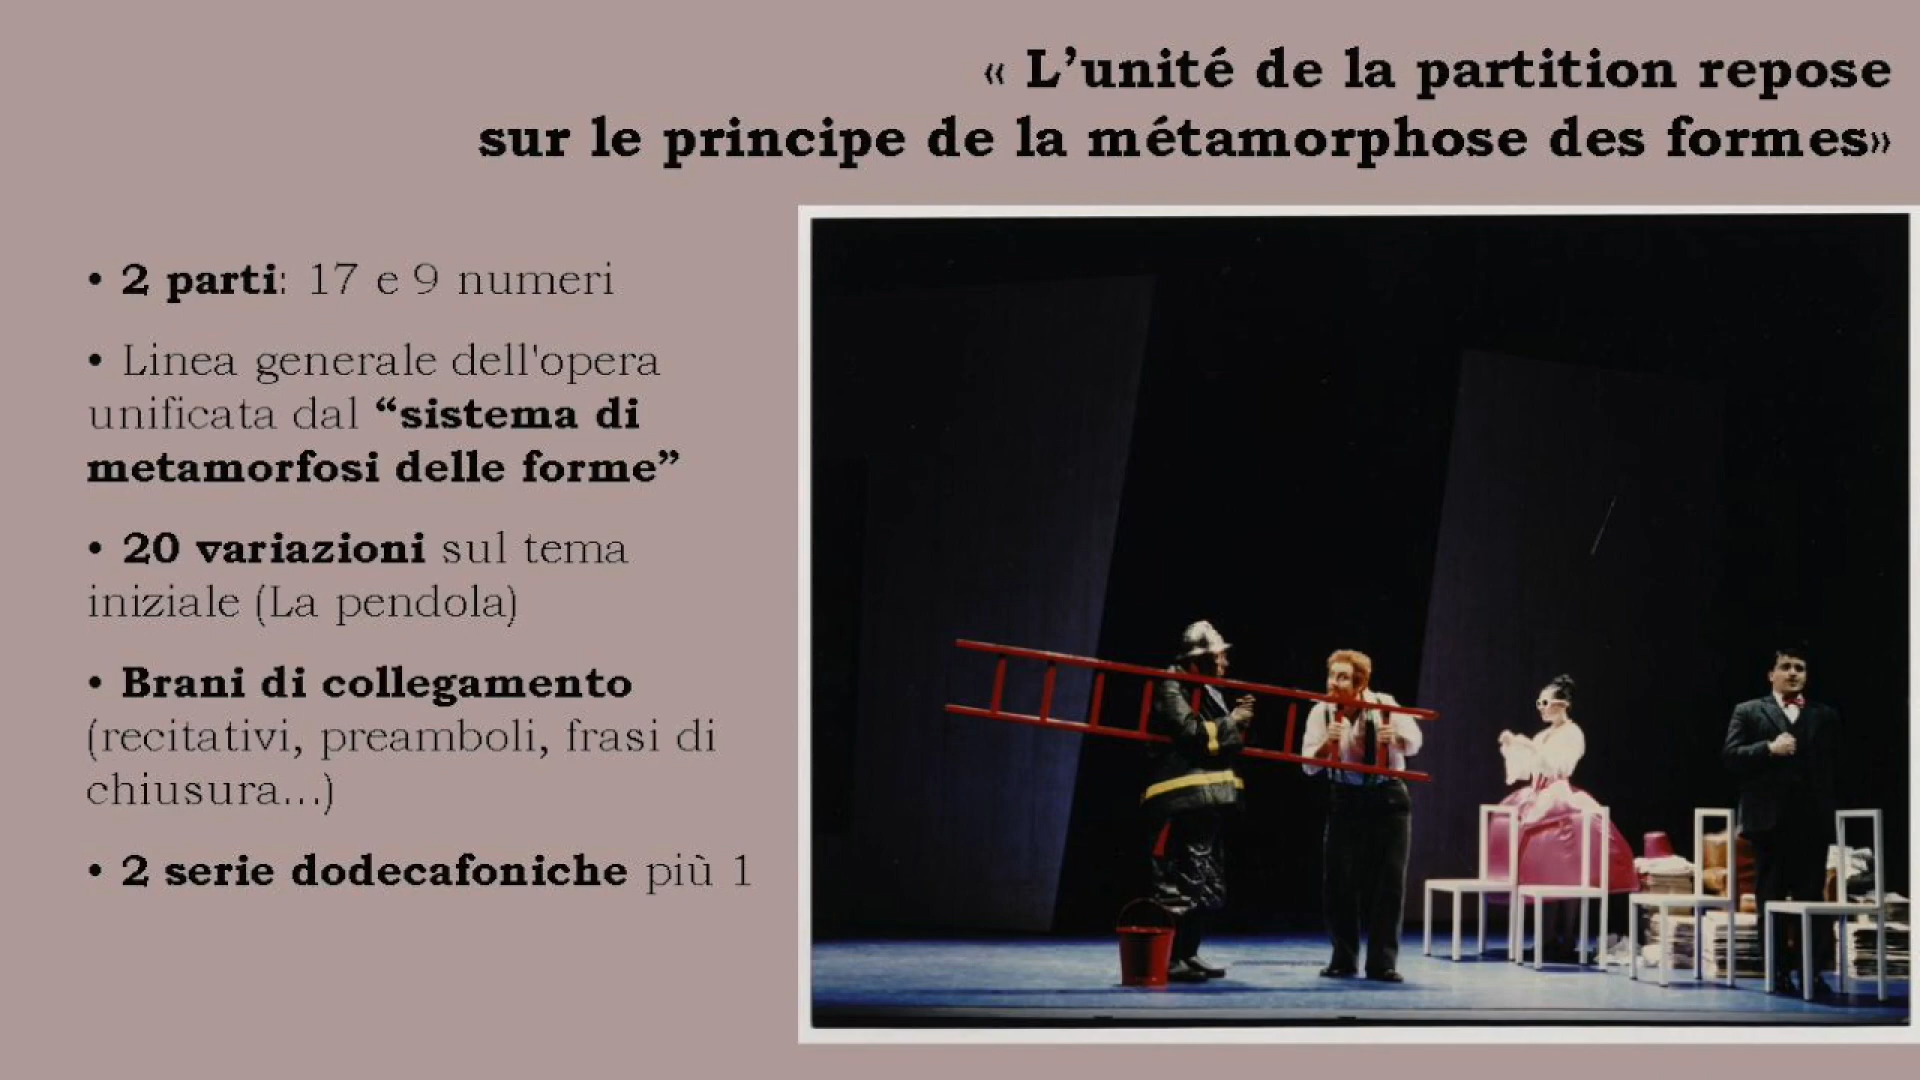 « L’unité de la partition repose
sur le principe de la métamorphose des formes»
• 2 parti: 17 e 9 numeri
• Linea generale dell'opera
unificata dal “sistema di
metamorfosi delle forme”
• 20 variazioni sul tema
iniziale (La pendola)
• Brani di collegamento
(recitativi, preamboli, frasi di
chiusura...)
• 2 serie dodecafoniche più 1